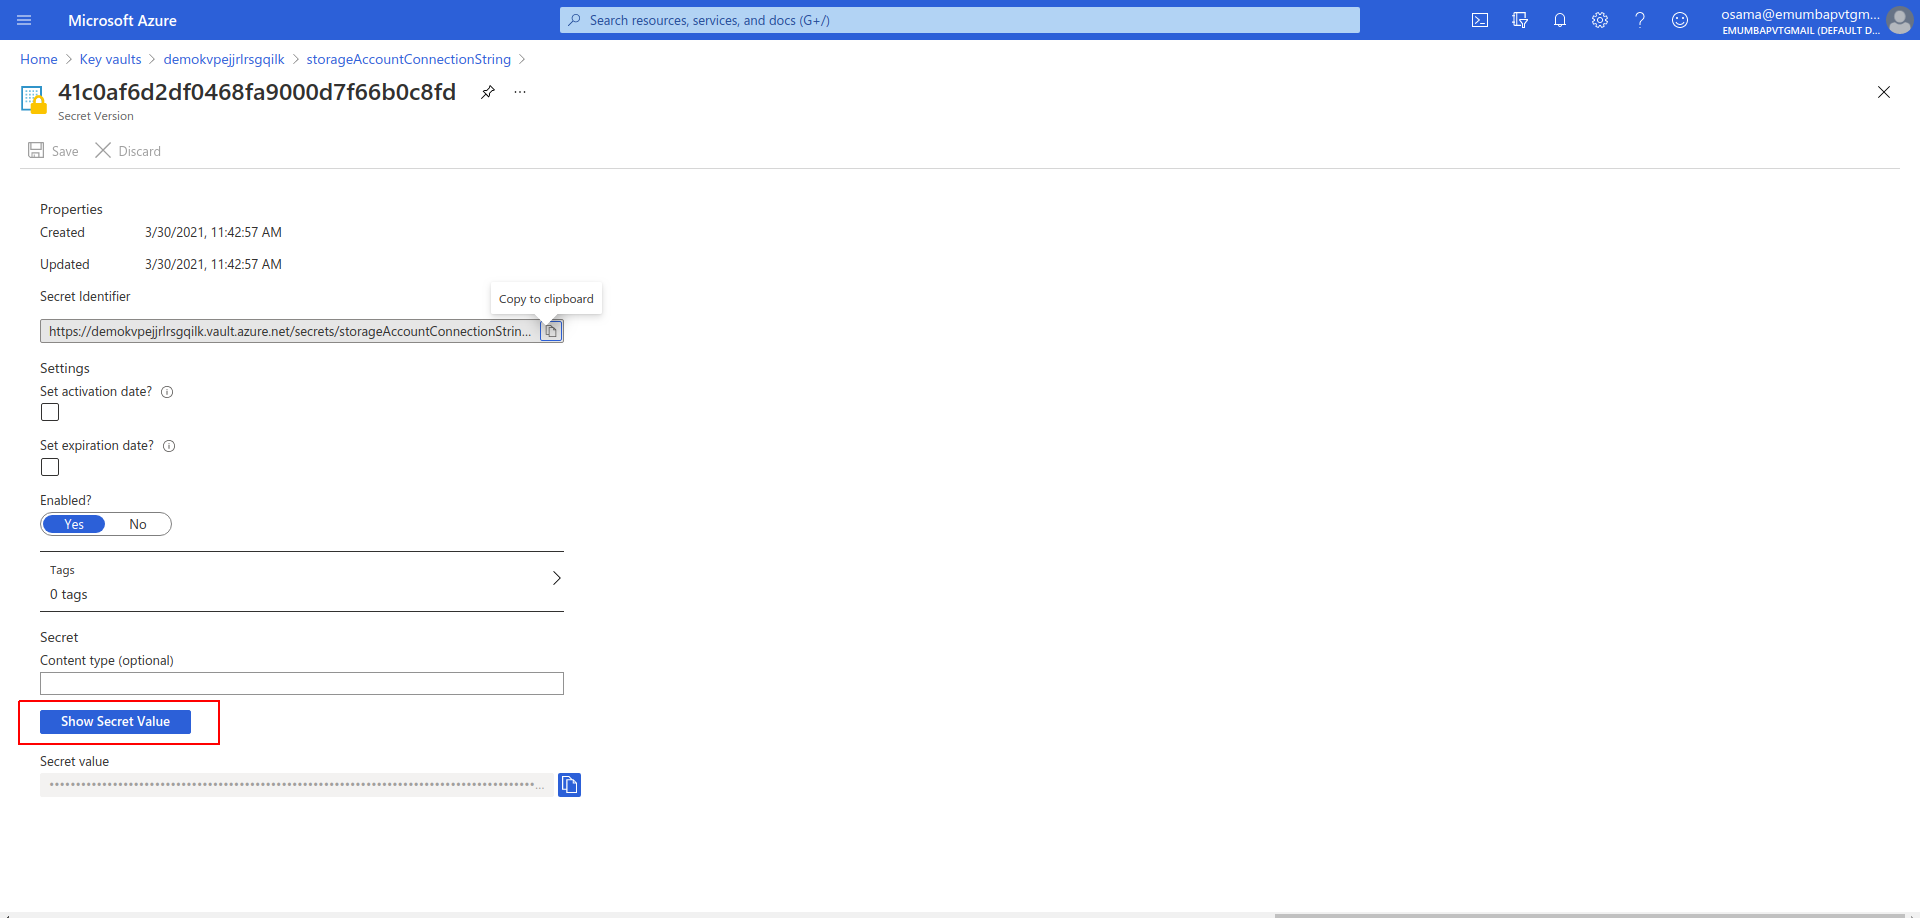 Microsoft Azure
Search resources, services, and docs (G+/)
osama@emumbapvtgm...
EMUMBAPVTGMAIL (DEFAULT D...
Home > Key vaults > demokvpejjrlrsgqilk > storageAccountConnectionString >
41c0af6d2df0468fa9000d7f66b0c8fd
...
Secret Version
Save
Discard
Properties
Created 3/30/2021, 11:42:57 AM
Updated 3/30/2021, 11:42:57 AM
Secret Identifier
Copy to clipboard
https://demokvpejjrlrsgqilk.vault.azure.net/secrets/storageAccountConnectionStrin...
Settings
Set activation date?
Set expiration date?
Enabled?
Yes No
Tags
0 tags
Secret
Content type (optional)
Show Secret Value
Secret value